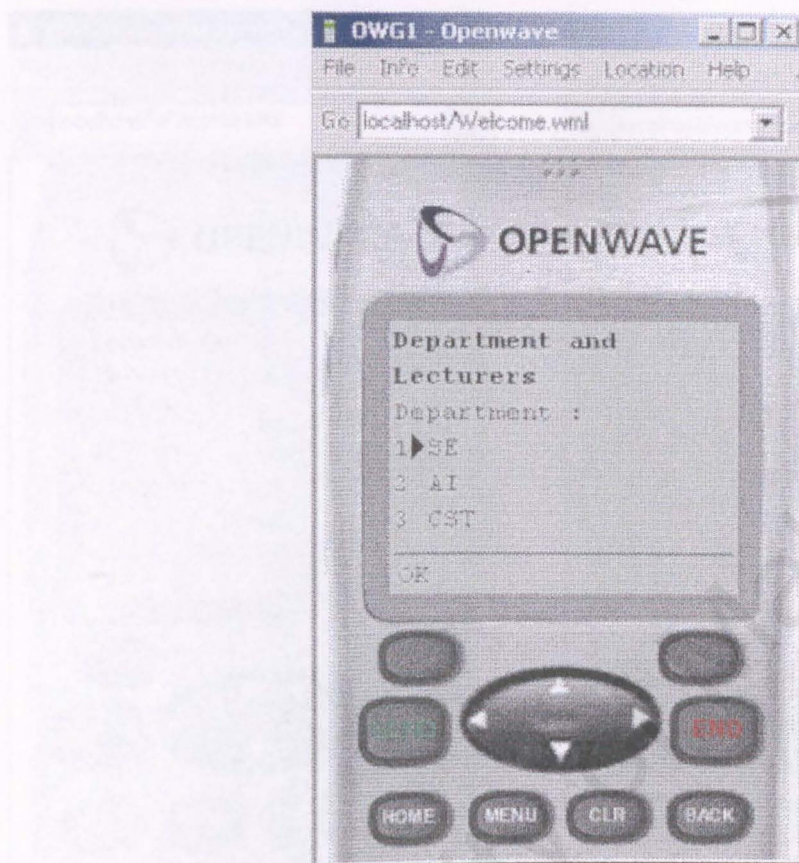 OWG1 - Openwave
File Info Edit Settings Location Help
Go localhost/Welcome.wml
OPENWAVE
Department and
Lecturers
Department :
1 SE
2 AI
3 CST
OK
END
HOME MENU CLR BACK